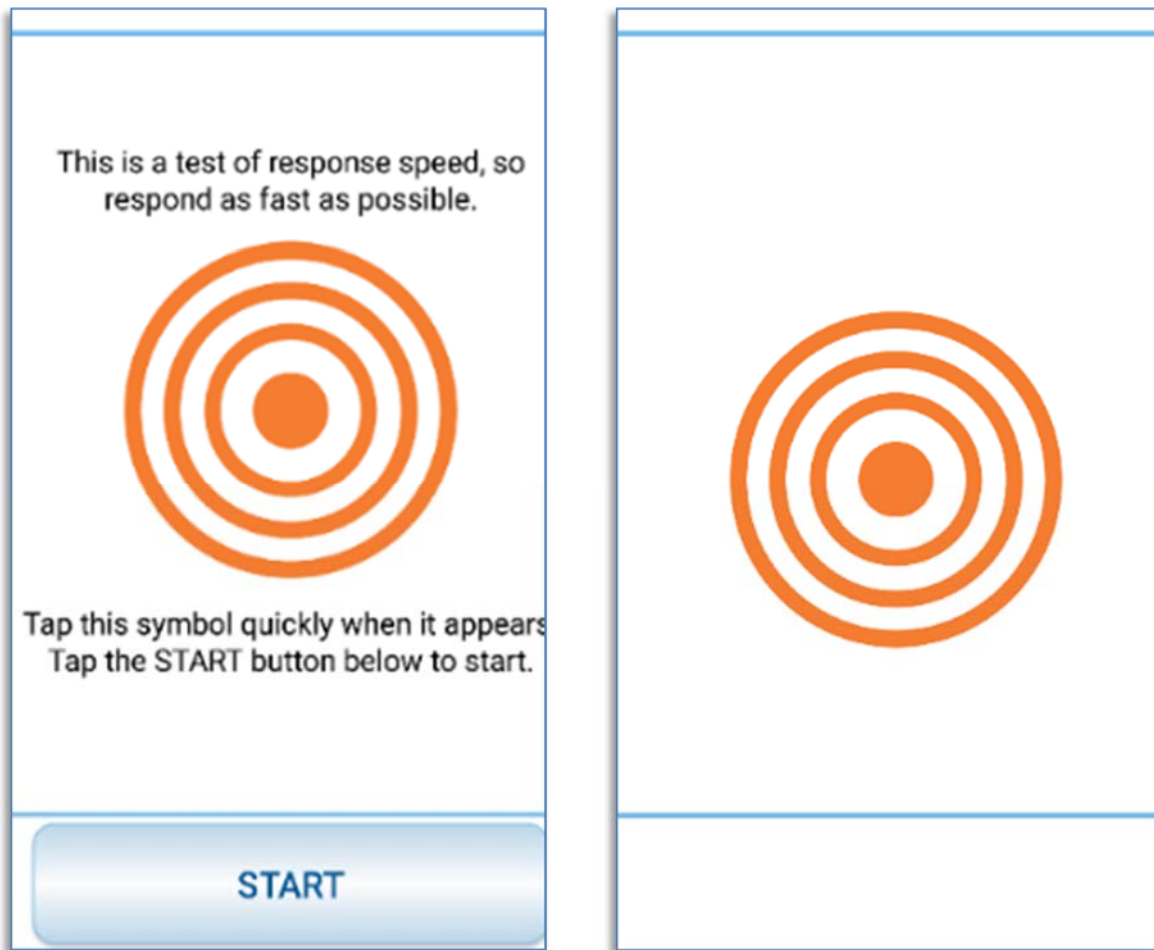 This is a test of response speed, so
respond as fast as possible.
Tap this symbol quickly when it appears
Tap the START button below to start.
START